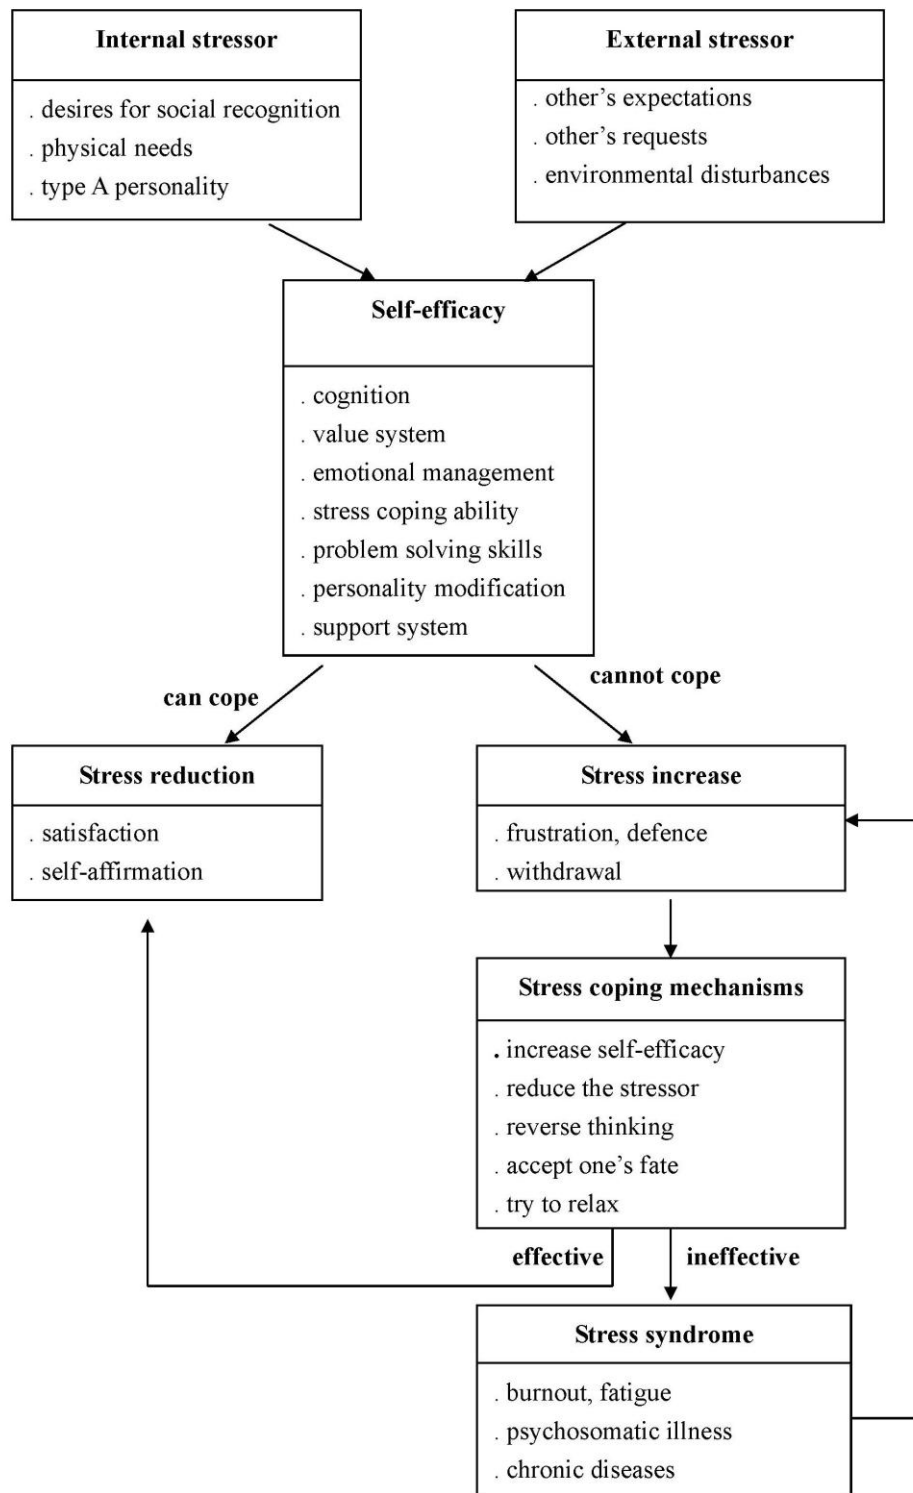 Internal stressor
. desires for social recognition
. physical needs
. type A personality
External stressor
. other's expectations
. other's requests
. environmental disturbances
Self-efficacy
. cognition
. value system
. emotional management
. stress coping ability
. problem solving skills
. personality modification
. support system
can cope
cannot cope
Stress reduction
. satisfaction
. self-affirmation
Stress increase
. frustration, defence
. withdrawal
Stress coping mechanisms
. increase self-efficacy
. reduce the stressor
. reverse thinking
. accept one's fate
. try to relax
effective
ineffective
Stress syndrome
. burnout, fatigue
. psychosomatic illness
. chronic diseases